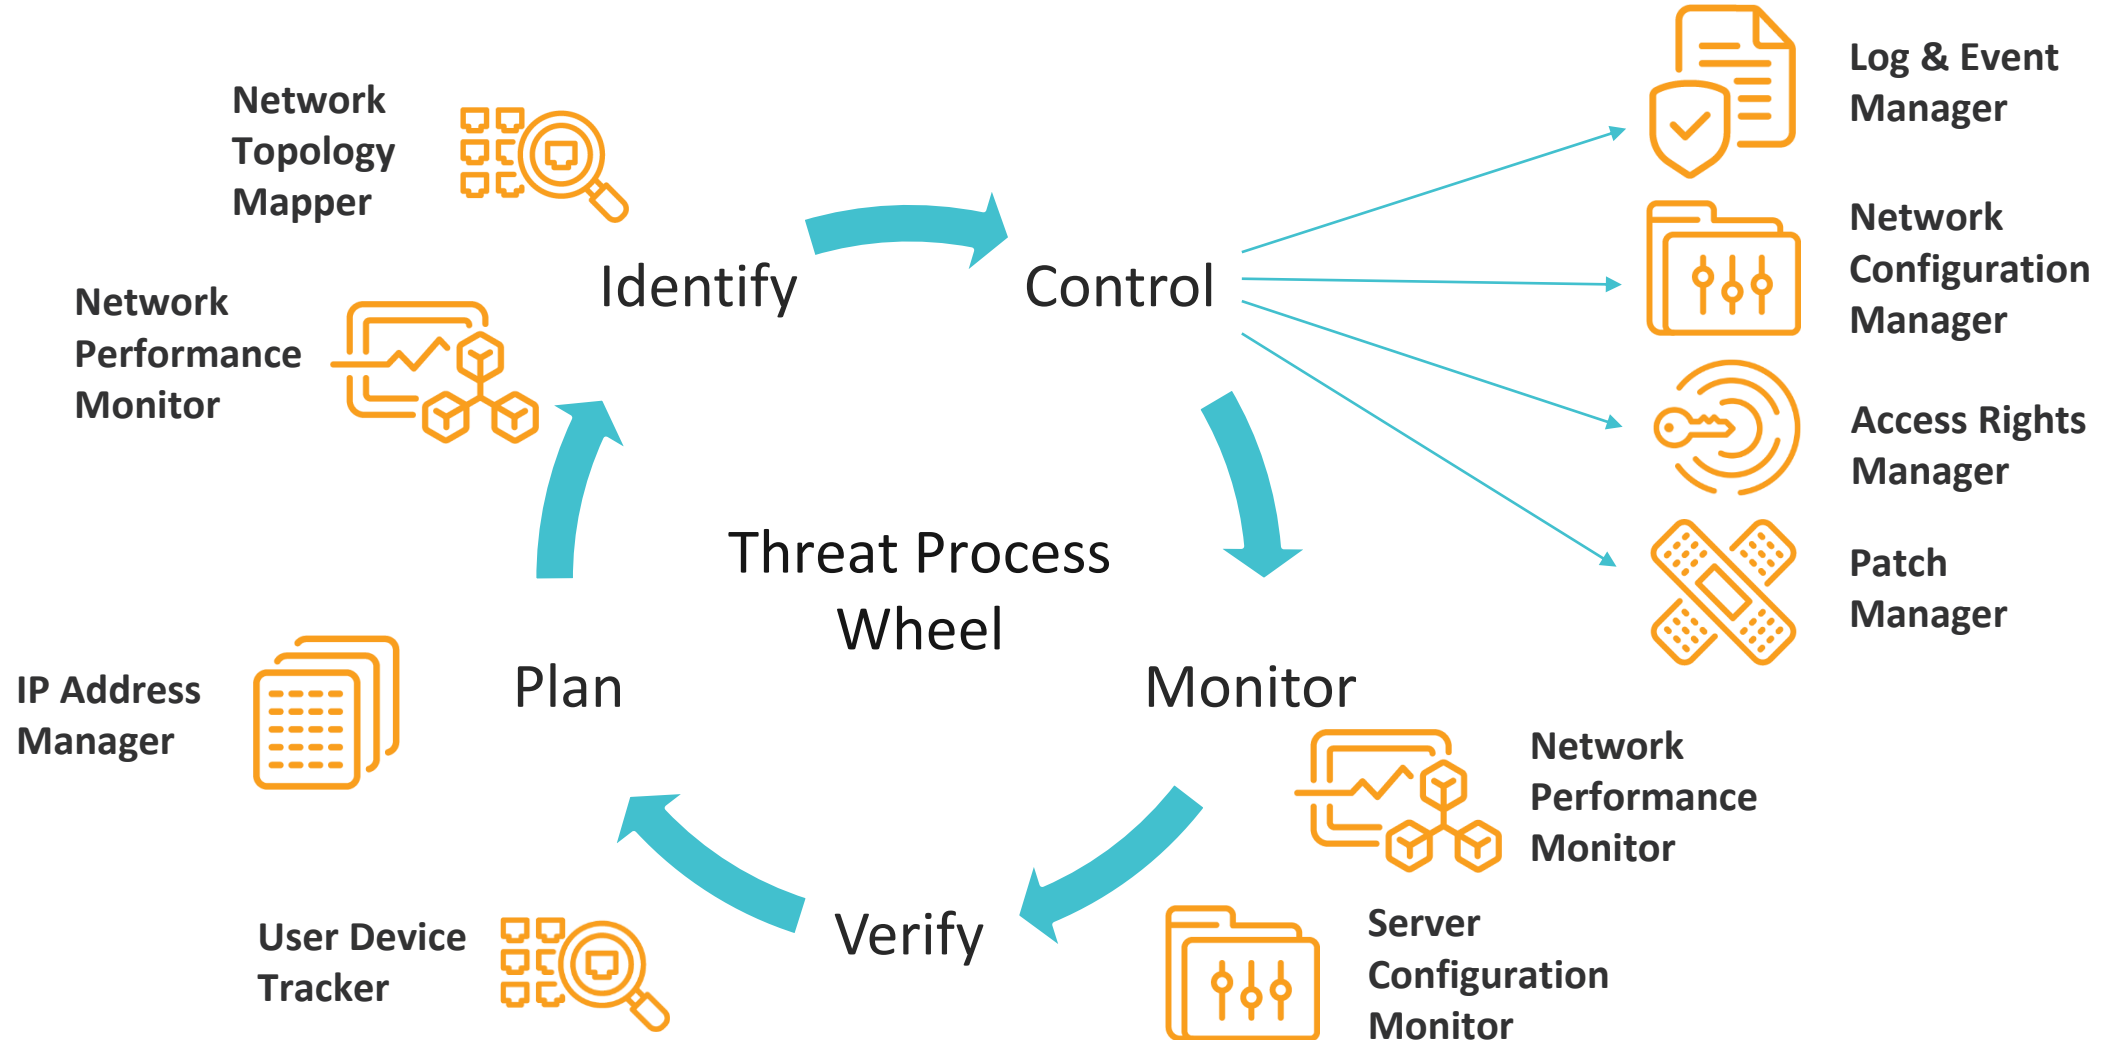 Network
Topology
Mapper
Log & Event
Manager
Network
Configuration
Manager
Identify
Control
Network
Performance
Monitor
Access Rights
Manager
Threat Process
Wheel
Patch
Manager
IP Address
Manager
Plan
Monitor
Network
Performance
Monitor
User Device
Tracker
Verify
Server
Configuration
Monitor